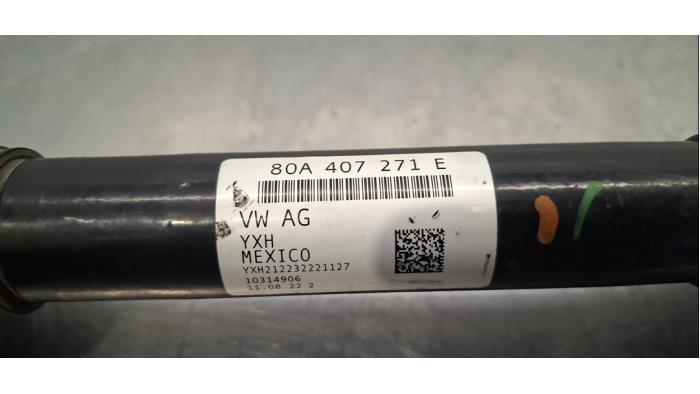 80A 407 271 E
VW AG
YXH
MEXICO
YXH212232221127
10314906
11.08.22 2